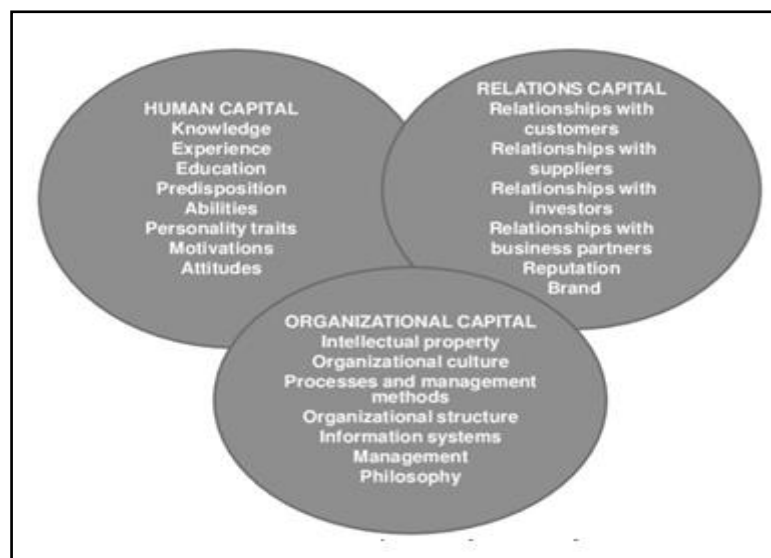 HUMAN CAPITAL
Knowledge
Experience
Education
Predisposition
Abilities
Personality traits
Motivations
Attitudes
RELATIONS CAPITAL
Relationships with
customers
Relationships with
suppliers
Relationships with
investors
Relationships with
business partners
Reputation
Brand
ORGANIZATIONAL CAPITAL
Intellectual property
Organizational culture
Processes and management
methods
Organizational structure
Information systems
Management
Philosophy